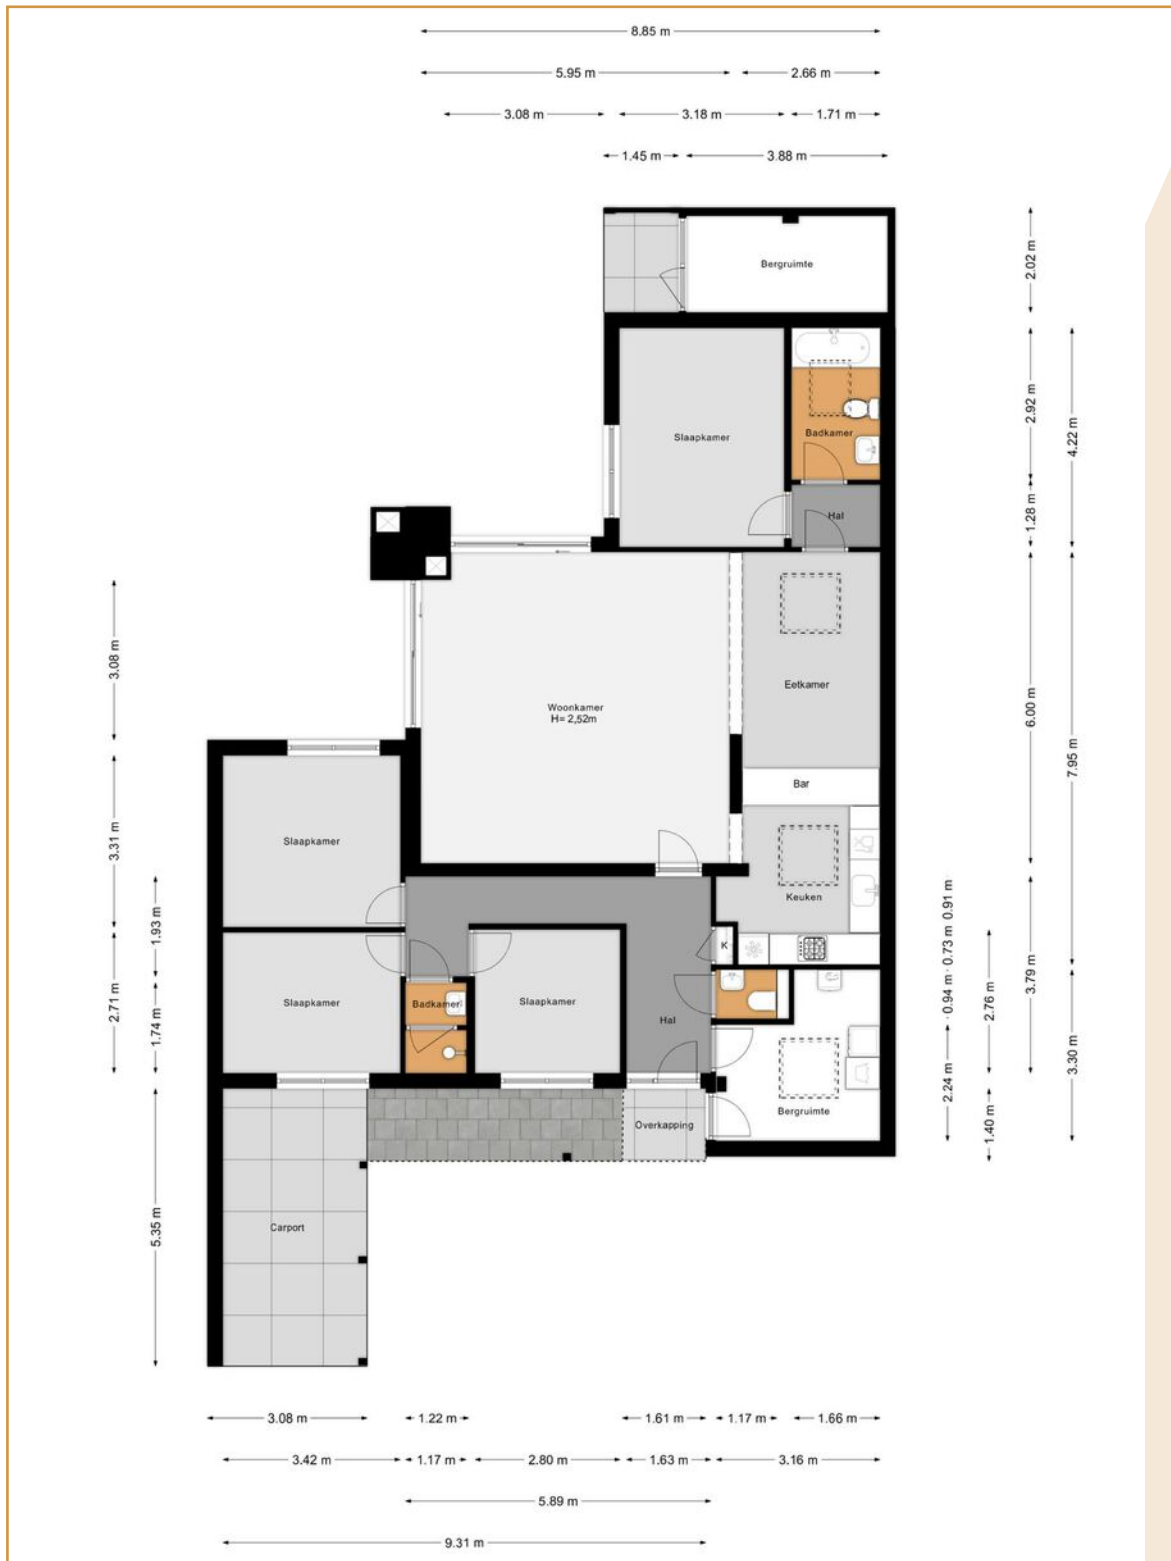 8.85 m
5.95 m
2.66 m
3.08 m
3.18 m
1.71 m
1.45 m
3.88 m
Bergruimte
2.02 m
Slaapkamer
Badkamer
2.92 m
4.22 m
Hal
1.28 m
3.08 m
Woonkamer
H= 2,52m
Eetkamer
6.00 m
7.95 m
Bar
3.31 m
Slaapkamer
Keuken
1.93 m
0.94 m
0.73 m
0.91 m
K
2.71 m
1.74 m
Slaapkamer
Badkamer
Slaapkamer
Hal
2.76 m
3.79 m
2.24 m
3.30 m
Bergruimte
Overkapping
1.40 m
5.35 m
Carport
3.08 m
1.22 m
1.61 m
1.17 m
1.66 m
3.42 m
1.17 m
2.80 m
1.63 m
3.16 m
5.89 m
9.31 m